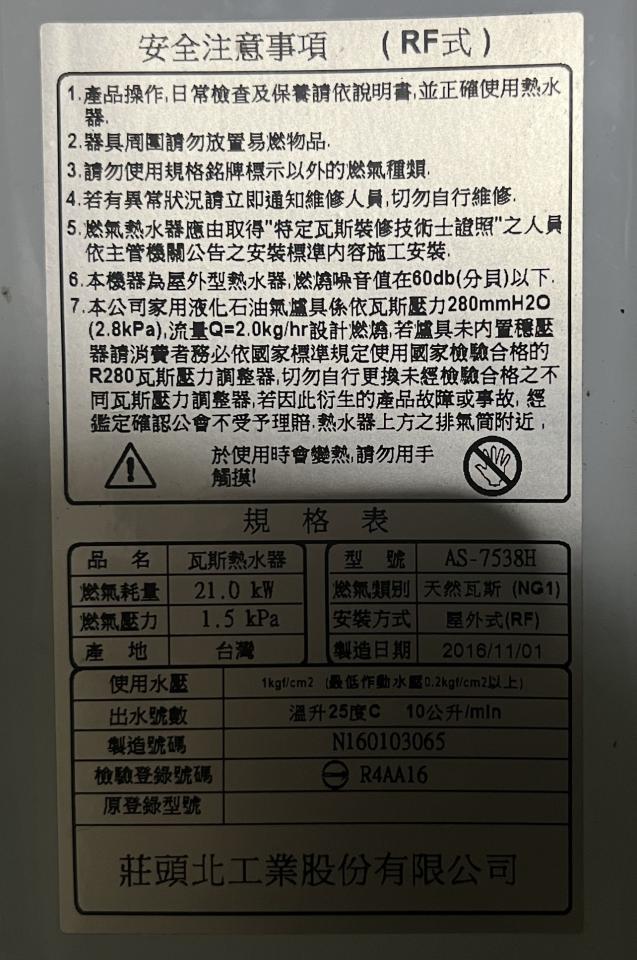 安全注意事項 (RF式)
1.產品操作,日常檢查及保養請依說明書,並正確使用熱水
器.
2.器具周圍請勿放置易燃物品.
3.請勿使用規格銘牌標示以外的燃氣種類.
4.若有異常狀況請立即通知維修人員,切勿自行維修.
5.燃氣熱水器應由取得"特定瓦斯裝修技術士證照"之人員
依主管機關公告之安裝標準內容施工安裝.
6.本機器為屋外型熱水器,燃燒噪音值在60db(分貝)以下.
7.本公司家用液化石油氣爐具係依瓦斯壓力280mmH2O
(2.8kPa),流量Q=2.0kg/hr設計燃燒,若爐具未內置穩壓
器請消費者務必依國家標準規定使用國家檢驗合格的
R280瓦斯壓力調整器,切勿自行更換未經檢驗合格之不
同瓦斯壓力調整器,若因此衍生的產品故障或事故, 經
鑑定確認公會不受予理賠.熱水器上方之排氣筒附近,
於使用時會變熱,請勿用手
觸摸!
規格表
品名 瓦斯熱水器 型號 AS-7538H
燃氣耗量 21.0 kW 燃氣類別 天然瓦斯 (NG1)
燃氣壓力 1.5 kPa 安裝方式 屋外式(RF)
產地 台灣 製造日期 2016/11/01
使用水壓 1kgf/cm2 (最低作動水壓0.2kgf/cm2以上)
出水號數 溫升25度C 10公升/min
製造號碼 N160103065
檢驗登錄號碼 R4AA16
原登錄型號
莊頭北工業股份有限公司